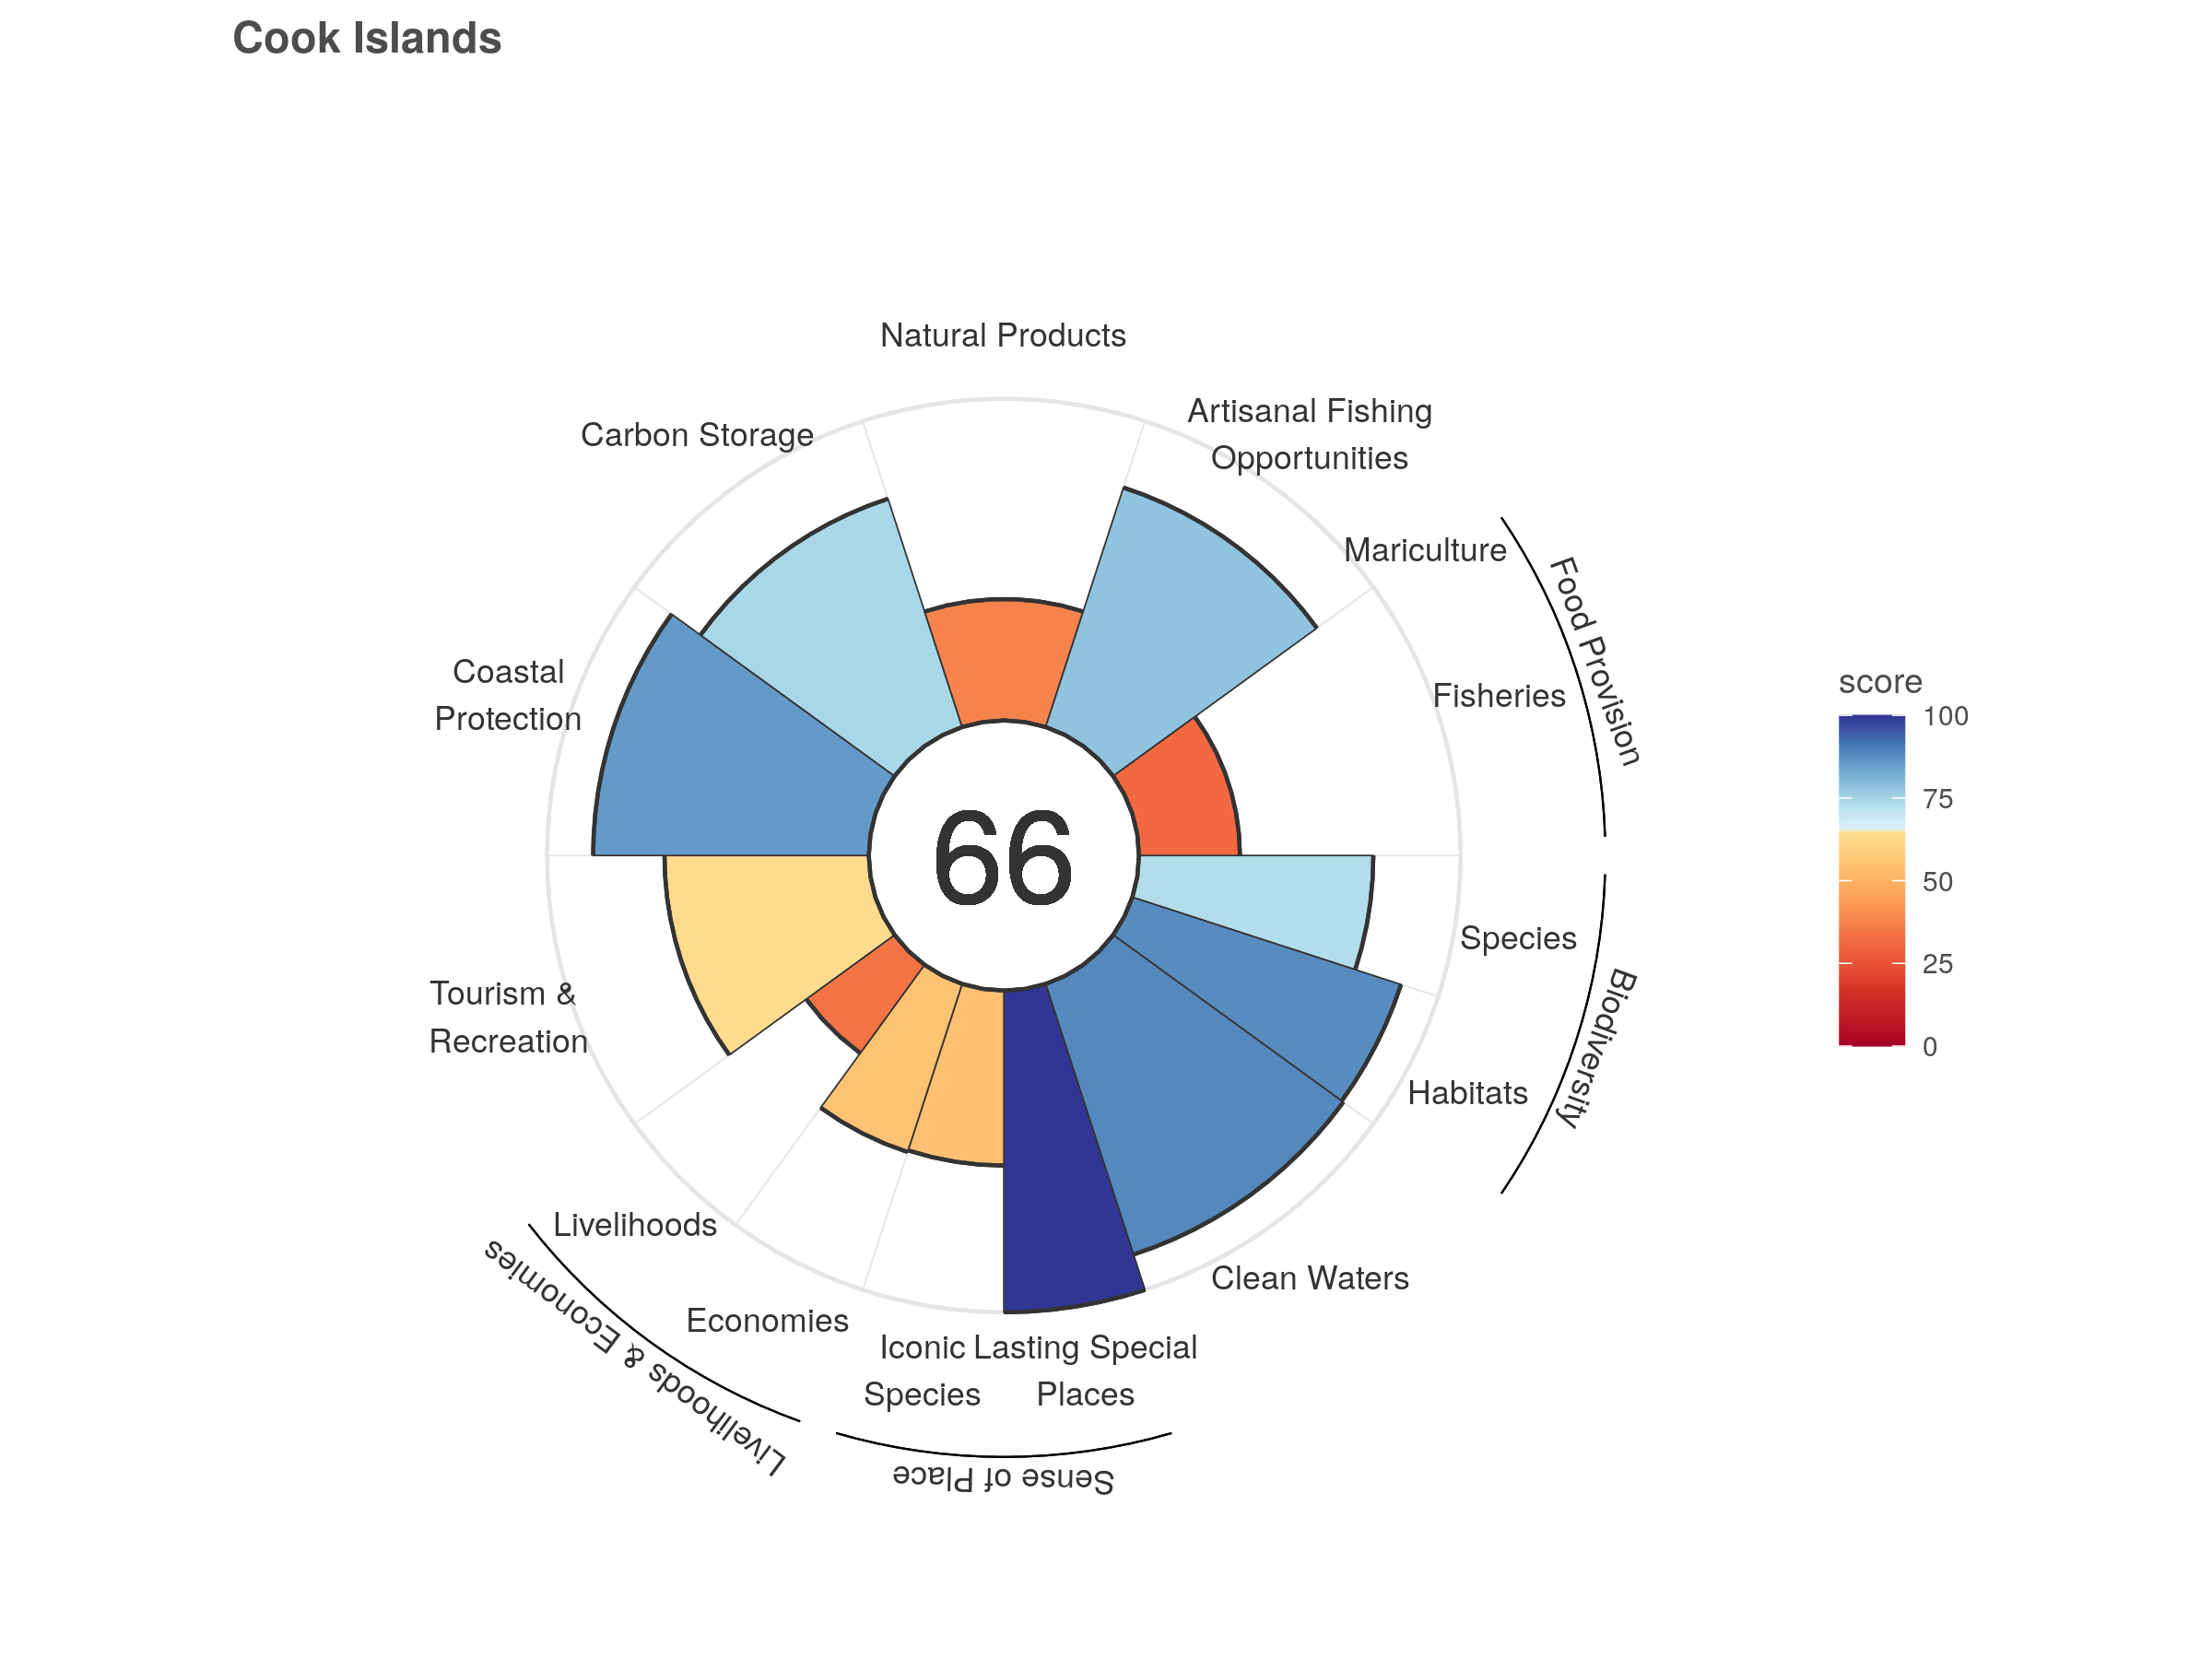 Cook Islands
Natural Products
Artisanal Fishing
Opportunities
Carbon Storage
Mariculture
Food Provision
Fisheries
Coastal
Protection
66
score
100
75
50
25
0
Species
Biodiversity
Habitats
Tourism &
Recreation
Livelihoods
Livelihoods & Economies
Economies
Clean Waters
Iconic
Species
Lasting Special
Places
Sense of Place